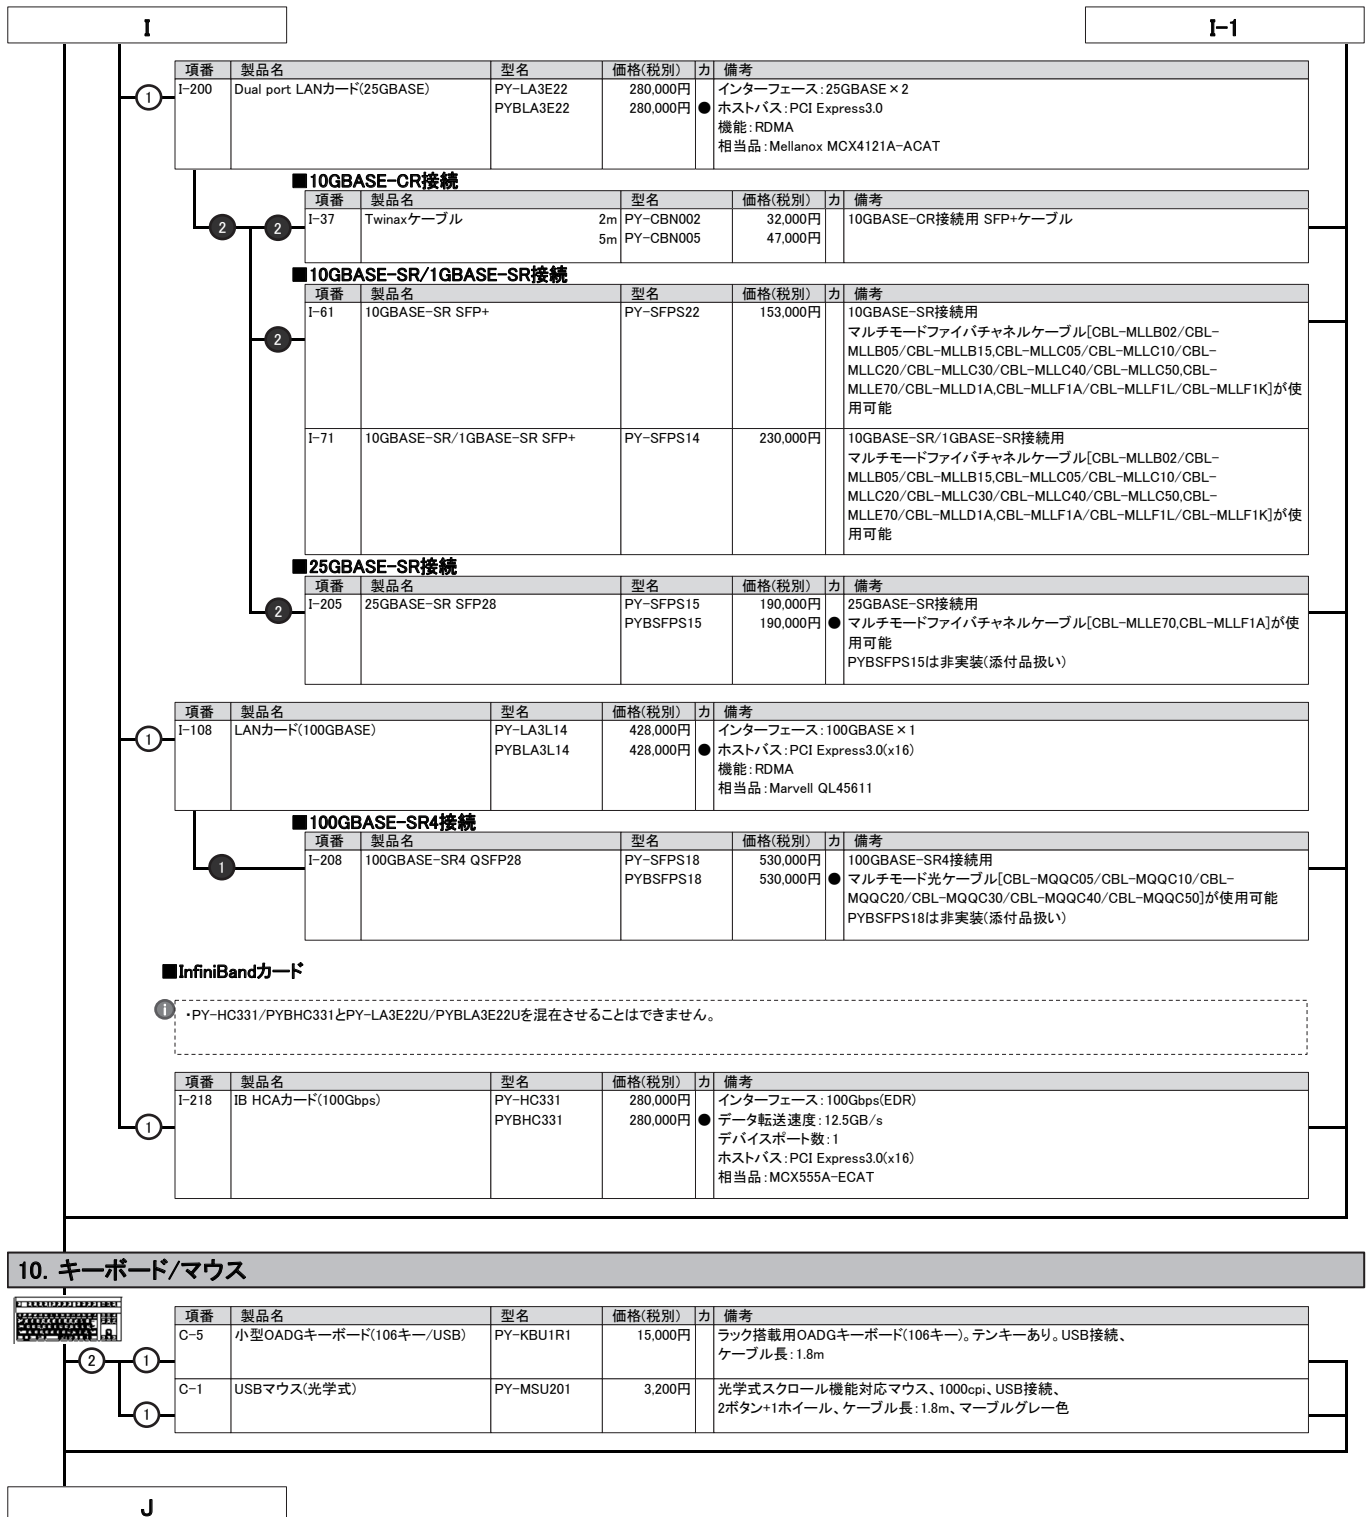 I
I-1
項番 製品名 型名 価格(税別) カ 備考
I-200 Dual port LANカード(25GBASE) PY-LA3E22 280,000円 インターフェース:25GBASE×2
PYBLA3E22 280,000円 ● ホストバス:PCI Express3.0
機能:RDMA
相当品:Mellanox MCX4121A-ACAT
1
■10GBASE-CR接続
項番 製品名 型名 価格(税別) カ 備考
I-37 Twinaxケーブル 2m PY-CBN002 32,000円 10GBASE-CR接続用 SFP+ケーブル
5m PY-CBN005 47,000円
2 2
■10GBASE-SR/1GBASE-SR接続
項番 製品名 型名 価格(税別) カ 備考
I-61 10GBASE-SR SFP+ PY-SFPS22 153,000円 10GBASE-SR接続用
マルチモードファイバチャネルケーブル[CBL-MLLB02/CBL-
MLLB05/CBL-MLLB15,CBL-MLLC05/CBL-MLLC10/CBL-
MLLC20/CBL-MLLC30/CBL-MLLC40/CBL-MLLC50,CBL-
MLLE70/CBL-MLLD1A,CBL-MLLF1A/CBL-MLLF1L/CBL-MLLF1K]が使
用可能
2
I-71 10GBASE-SR/1GBASE-SR SFP+ PY-SFPS14 230,000円 10GBASE-SR/1GBASE-SR接続用
マルチモードファイバチャネルケーブル[CBL-MLLB02/CBL-
MLLB05/CBL-MLLB15,CBL-MLLC05/CBL-MLLC10/CBL-
MLLC20/CBL-MLLC30/CBL-MLLC40/CBL-MLLC50,CBL-
MLLE70/CBL-MLLD1A,CBL-MLLF1A/CBL-MLLF1L/CBL-MLLF1K]が使
用可能
■25GBASE-SR接続
項番 製品名 型名 価格(税別) カ 備考
I-205 25GBASE-SR SFP28 PY-SFPS15 190,000円 25GBASE-SR接続用
PYBSFPS15 190,000円 ● マルチモードファイバチャネルケーブル[CBL-MLLE70,CBL-MLLF1A]が使
用可能
PYBSFPS15は非実装(添付品扱い)
2
項番 製品名 型名 価格(税別) カ 備考
I-108 LANカード(100GBASE) PY-LA3L14 428,000円 インターフェース:100GBASE×1
PYBLA3L14 428,000円 ● ホストバス:PCI Express3.0(x16)
機能:RDMA
相当品:Marvell QL45611
1
■100GBASE-SR4接続
項番 製品名 型名 価格(税別) カ 備考
I-208 100GBASE-SR4 QSFP28 PY-SFPS18 530,000円 100GBASE-SR4接続用
PYBSFPS18 530,000円 ● マルチモード光ケーブル[CBL-MQQC05/CBL-MQQC10/CBL-
MQQC20/CBL-MQQC30/CBL-MQQC40/CBL-MQQC50]が使用可能
PYBSFPS18は非実装(添付品扱い)
1
■InfiniBandカード
i ・PY-HC331/PYBHC331とPY-LA3E22U/PYBLA3E22Uを混在させることはできません。
項番 製品名 型名 価格(税別) カ 備考
I-218 IB HCAカード(100Gbps) PY-HC331 280,000円 インターフェース:100Gbps(EDR)
PYBHC331 280,000円 ● データ転送速度:12.5GB/s
デバイスポート数:1
ホストバス:PCI Express3.0(x16)
相当品:MCX555A-ECAT
1
10. キーボード/マウス
項番 製品名 型名 価格(税別) カ 備考
C-5 小型OADGキーボード(106キー/USB) PY-KBU1R1 15,000円 ラック搭載用OADGキーボード(106キー)。テンキーあり。USB接続、
ケーブル長:1.8m
2 1
C-1 USBマウス(光学式) PY-MSU201 3,200円 光学式スクロール機能対応マウス、1000cpi、USB接続、
2ボタン+1ホイール、ケーブル長:1.8m、マーブルグレー色
1
J